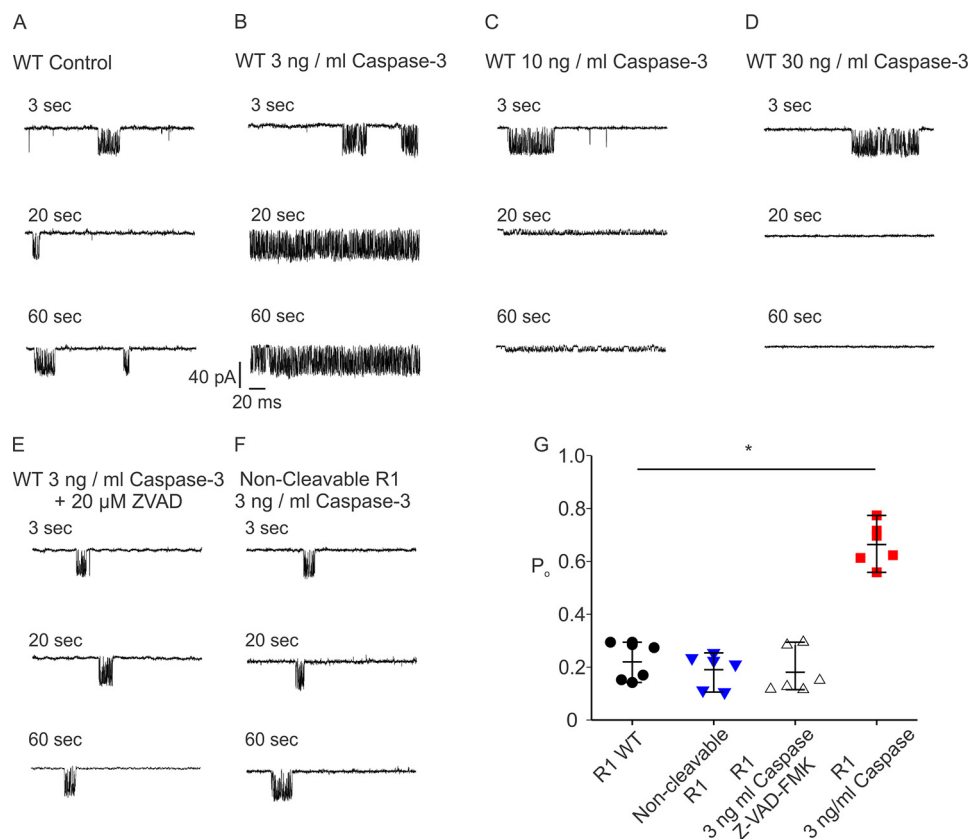 A
B
C
D
WT Control
WT 3 ng / ml Caspase-3
WT 10 ng / ml Caspase-3
WT 30 ng / ml Caspase-3
3 sec
3 sec
3 sec
3 sec
20 sec
20 sec
20 sec
20 sec
60 sec
60 sec
60 sec
60 sec
40 pA
20 ms
E
F
G
WT 3 ng / ml Caspase-3
+ 20 µM ZVAD
Non-Cleavable R1
3 ng / ml Caspase-3
3 sec
3 sec
20 sec
20 sec
60 sec
60 sec
*
1.0
0.8
0.6
0.4
0.2
0
Po
R1 WT
Non-cleavable
R1
R1
3 ng ml Caspase
Z-VAD-FMK
R1
3 ng/ml Caspase